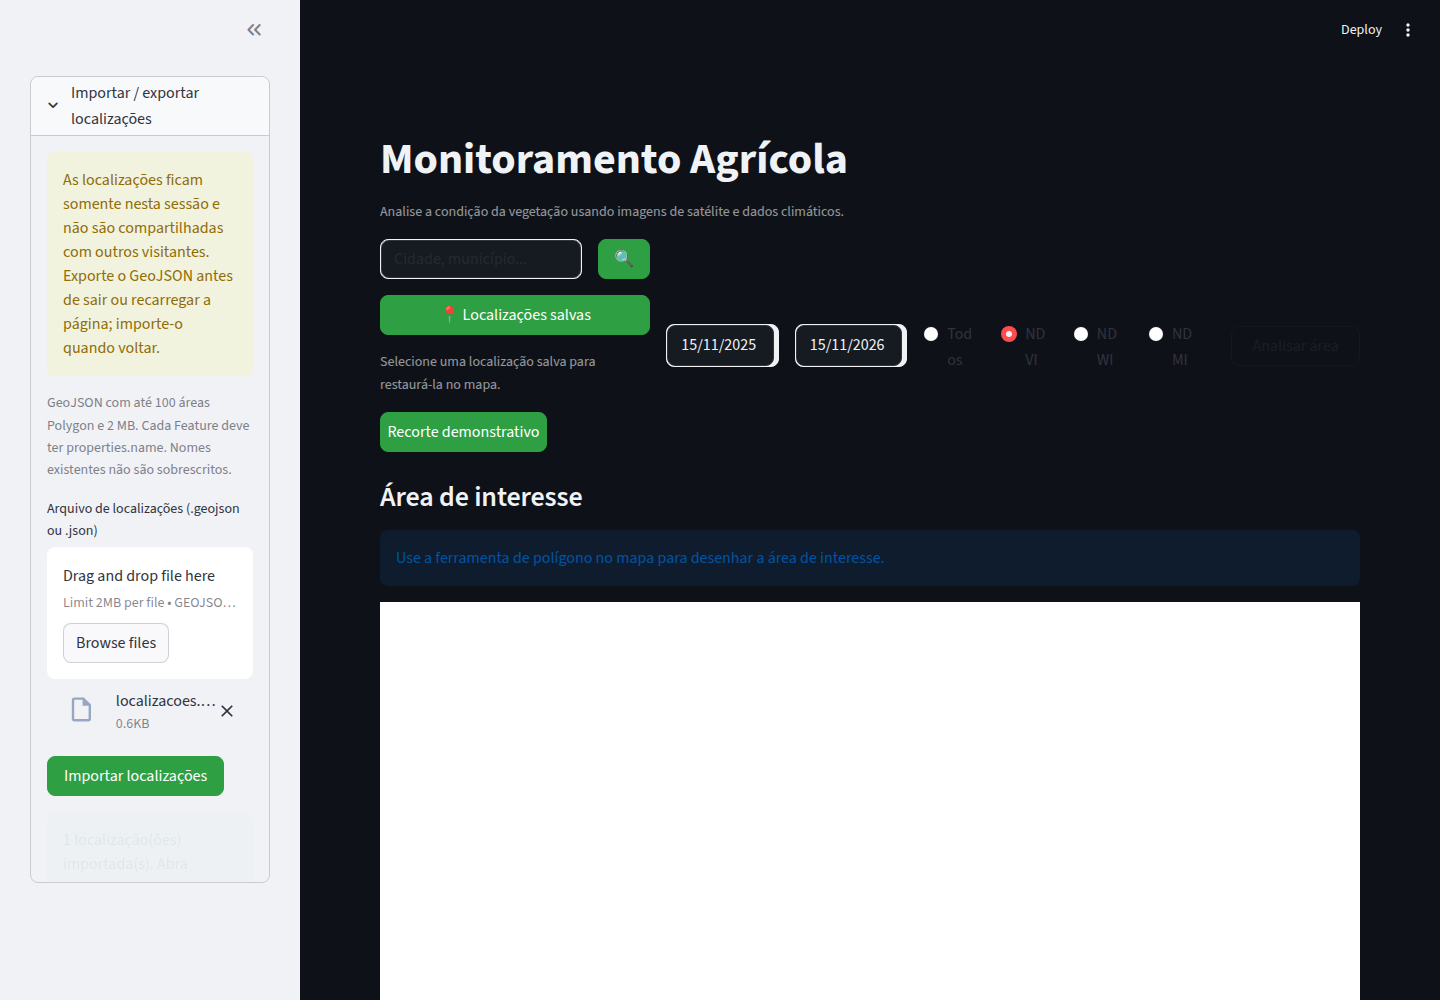 Deploy
Importar / exportar
localizações
As localizações ficam
somente nesta sessão e
não são compartilhadas
com outros visitantes.
Exporte o GeoJSON antes
de sair ou recarregar a
página; importe-o
quando voltar.
GeoJSON com até 100 áreas
Polygon e 2 MB. Cada Feature deve
ter properties.name. Nomes
existentes não são sobrescritos.
Arquivo de localizações (.geojson
ou .json)
Drag and drop file here
Limit 2MB per file • GEOJSO…
Browse files
localizacoes.…
0.6KB
Importar localizações
1 localização(ões)
importada(s). Abra
Monitoramento Agrícola
Analise a condição da vegetação usando imagens de satélite e dados climáticos.
Cidade, município...
📍 Localizações salvas
Selecione uma localização salva para
restaurá-la no mapa.
Recorte demonstrativo
15/11/2025
15/11/2026
Tod
os
ND
VI
ND
WI
ND
MI
Analisar área
Área de interesse
Use a ferramenta de polígono no mapa para desenhar a área de interesse.